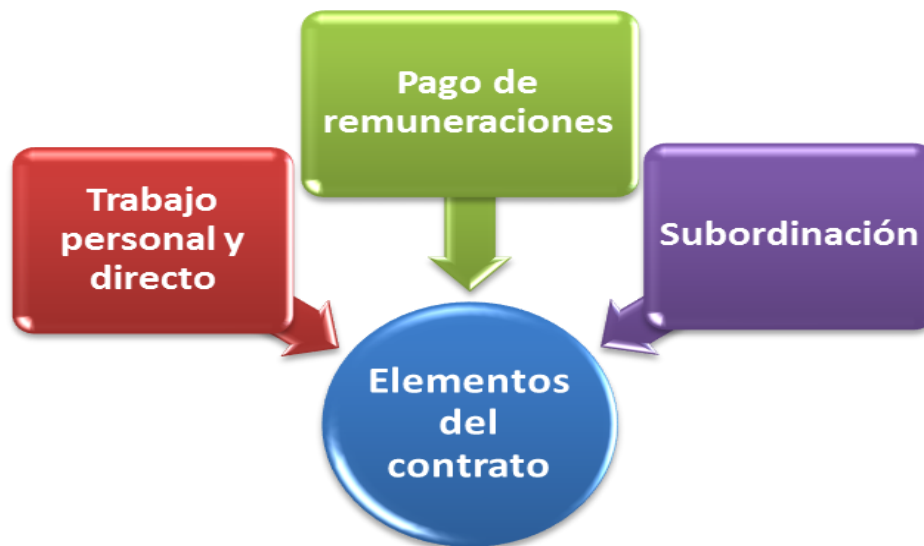 Pago de
remuneraciones
Trabajo
personal y
directo
Subordinación
Elementos
del
contrato